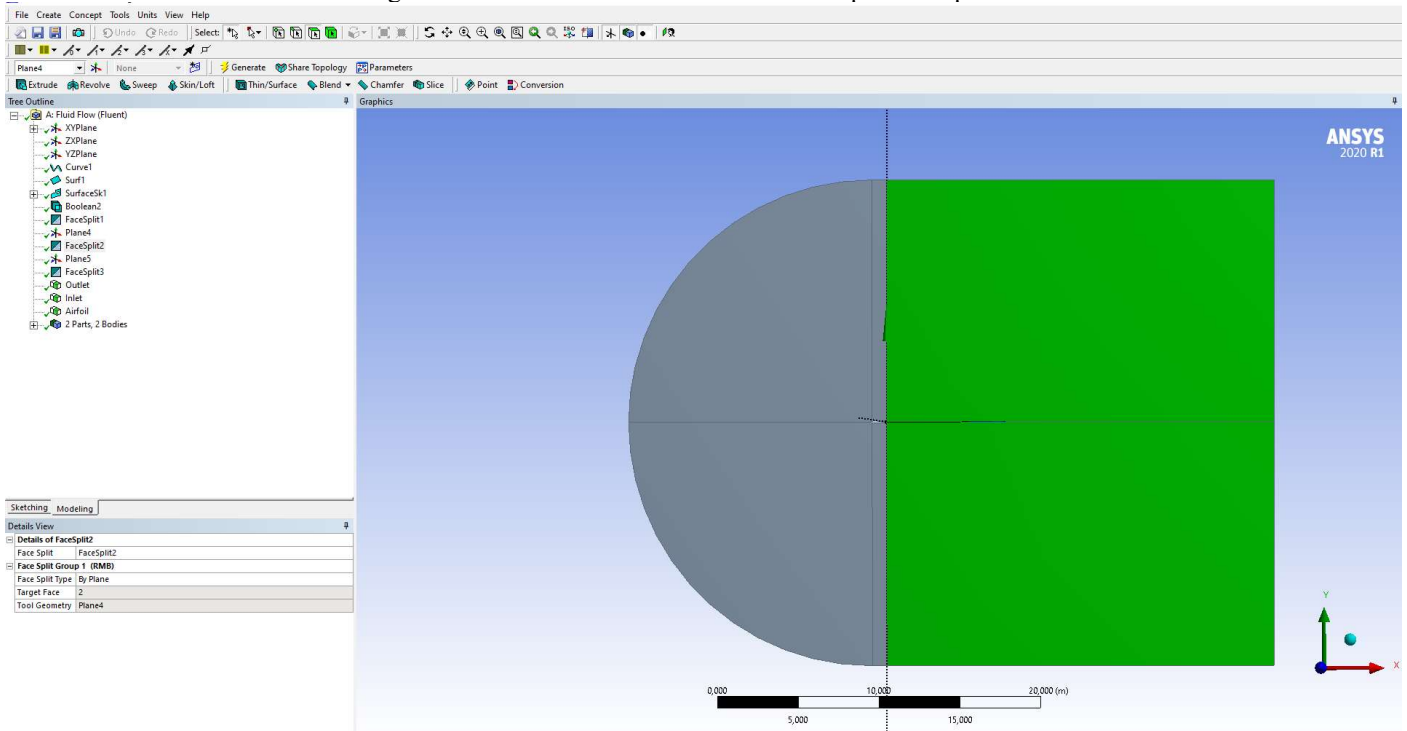 File Create Concept Tools Units View Help
Undo Redo Select:
Plane4 None Generate Share Topology Parameters
Extrude Revolve Sweep Skin/Loft Thin/Surface Blend Chamfer Slice Point Conversion
Tree Outline
A: Fluid Flow (Fluent)
XYPlane
ZXPlane
YZPlane
Curve1
Surf1
SurfaceSk1
Boolean2
FaceSplit1
Plane4
FaceSplit2
Plane5
FaceSplit3
Outlet
Inlet
Airfoil
2 Parts, 2 Bodies
Sketching Modeling
Details View
Details of FaceSplit2
Face Split FaceSplit2
Face Split Group 1 (RMB)
Face Split Type By Plane
Target Face 2
Tool Geometry Plane4
Graphics
ANSYS
2020 R1
0,000 10,000 20,000 (m)
5,000 15,000
Y
X